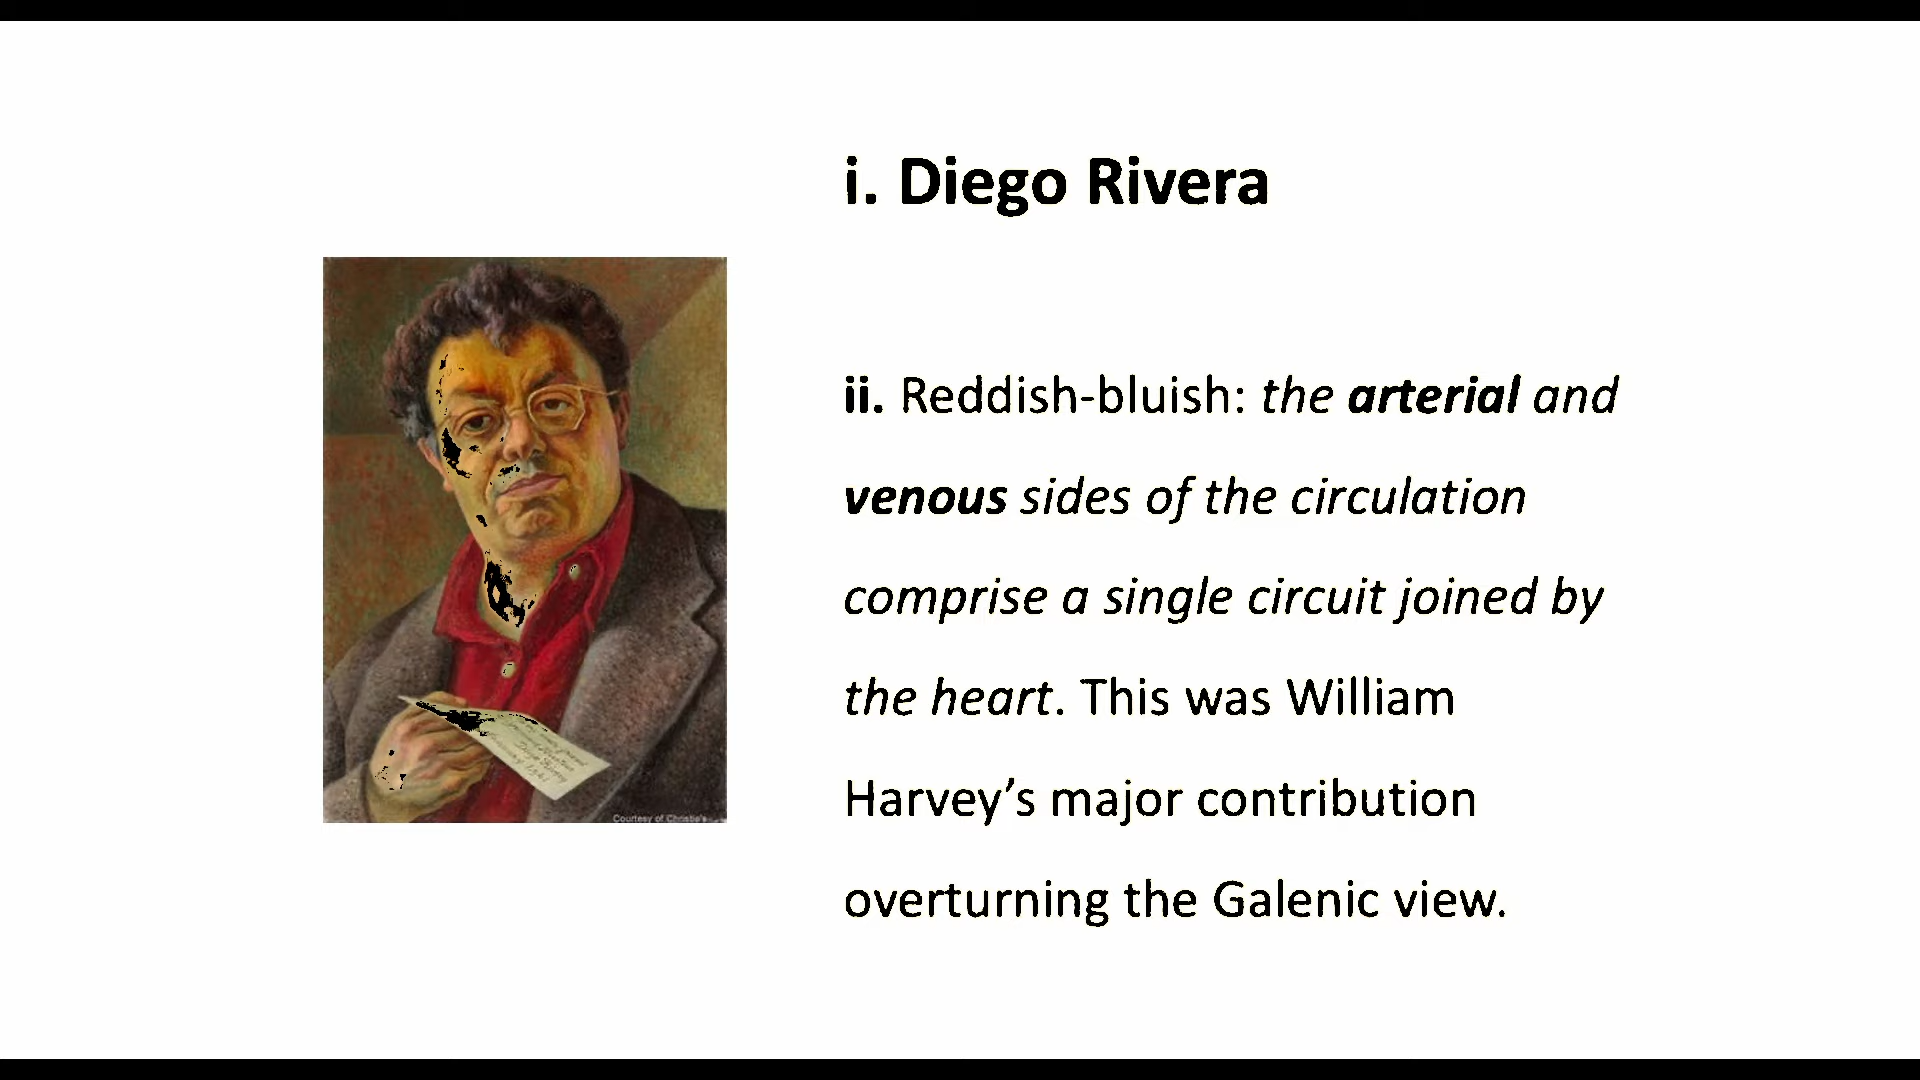 i. Diego Rivera
ii. Reddish-bluish: the arterial and
venous sides of the circulation
comprise a single circuit joined by
the heart. This was William
Harvey’s major contribution
overturning the Galenic view.
Courtesy of Christie's